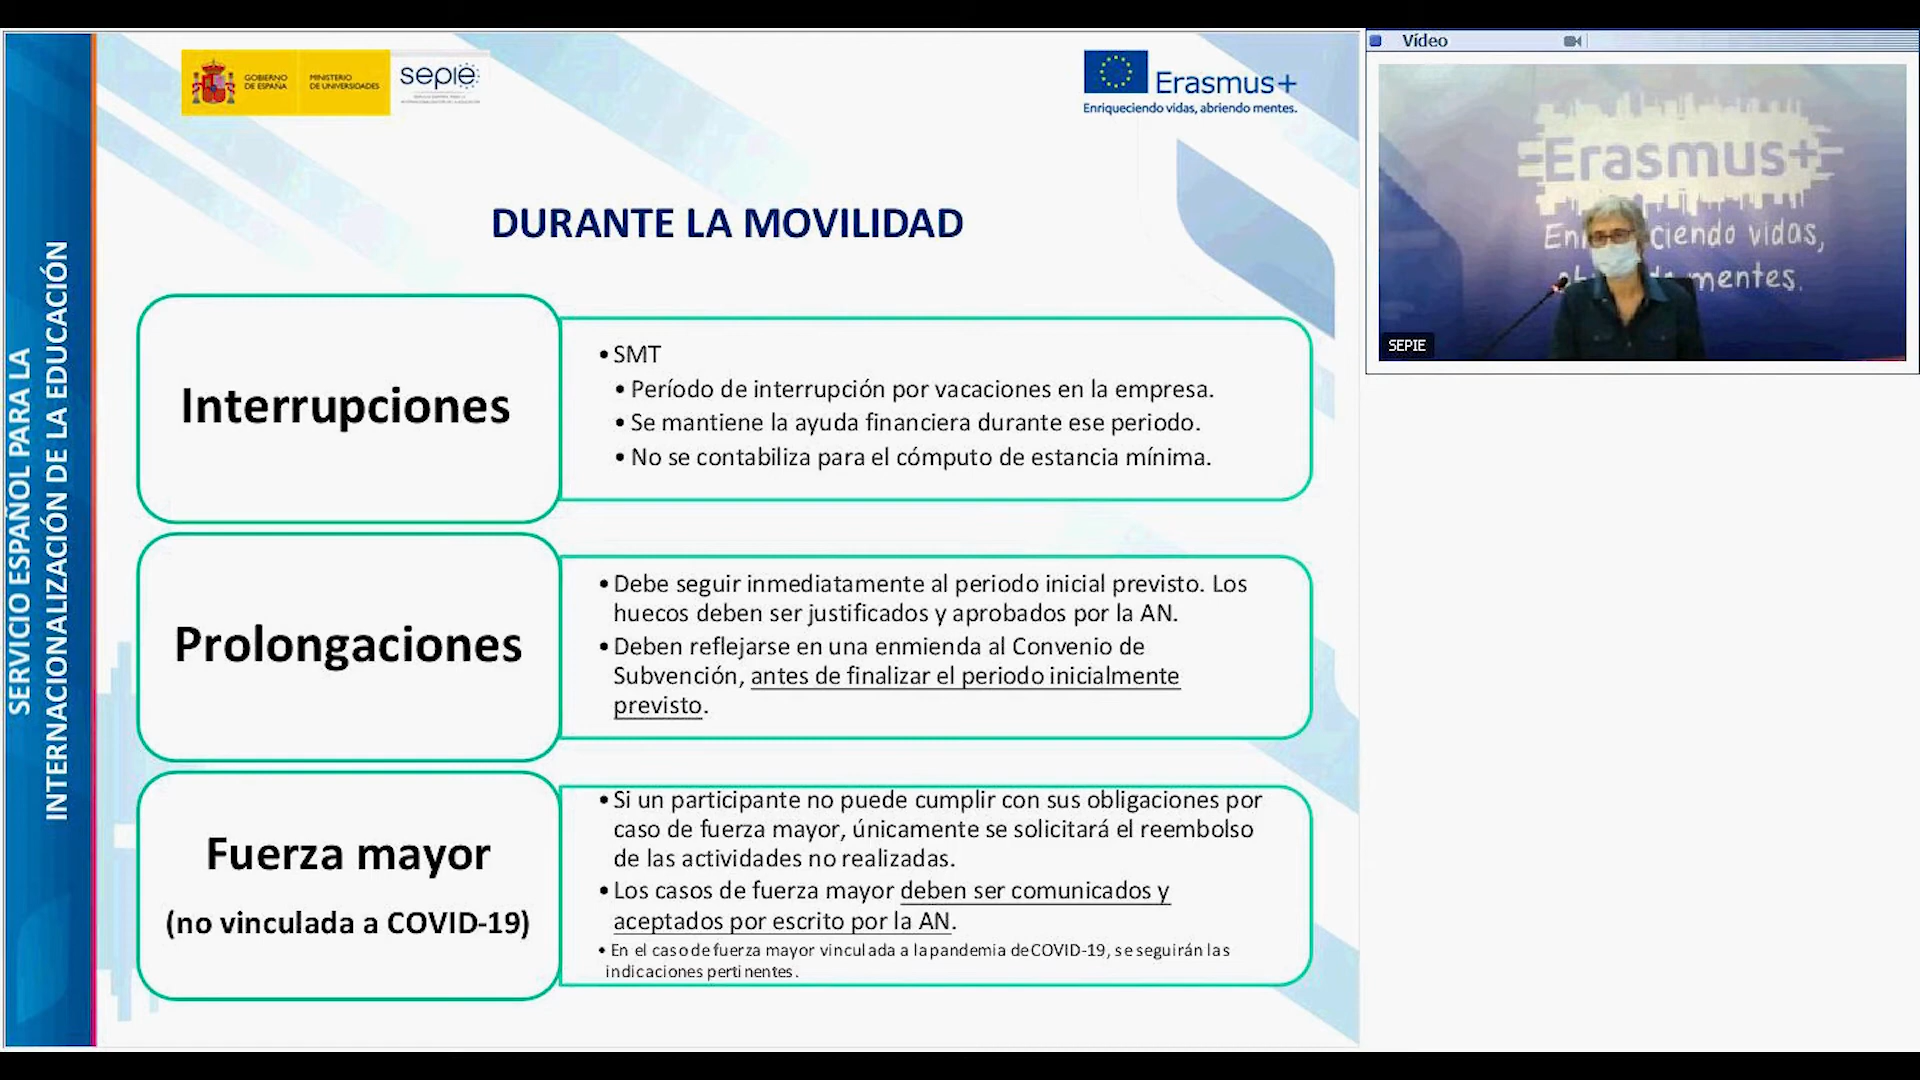 SERVICIO ESPAÑOL PARA LA
INTERNACIONALIZACIÓN DE LA EDUCACIÓN
GOBIERNO
DE ESPAÑA
MINISTERIO
DE UNIVERSIDADES
sepie
Erasmus+
Enriqueciendo vidas, abriendo mentes.
DURANTE LA MOVILIDAD
Interrupciones
•SMT
•Período de interrupción por vacaciones en la empresa.
•Se mantiene la ayuda financiera durante ese periodo.
•No se contabiliza para el cómputo de estancia mínima.
Prolongaciones
•Debe seguir inmediatamente al periodo inicial previsto. Los
huecos deben ser justificados y aprobados por la AN.
•Deben reflejarse en una enmienda al Convenio de
Subvención, antes de finalizar el periodo inicialmente
previsto.
Fuerza mayor
(no vinculada a COVID-19)
•Si un participante no puede cumplir con sus obligaciones por
caso de fuerza mayor, únicamente se solicitará el reembolso
de las actividades no realizadas.
•Los casos de fuerza mayor deben ser comunicados y
aceptados por escrito por la AN.
• En el caso de fuerza mayor vinculada a la pandemia de COVID-19, se seguirán las
indicaciones pertinentes.
Vídeo
Erasmus+
En ciendo vidas,
mentes.
SEPIE